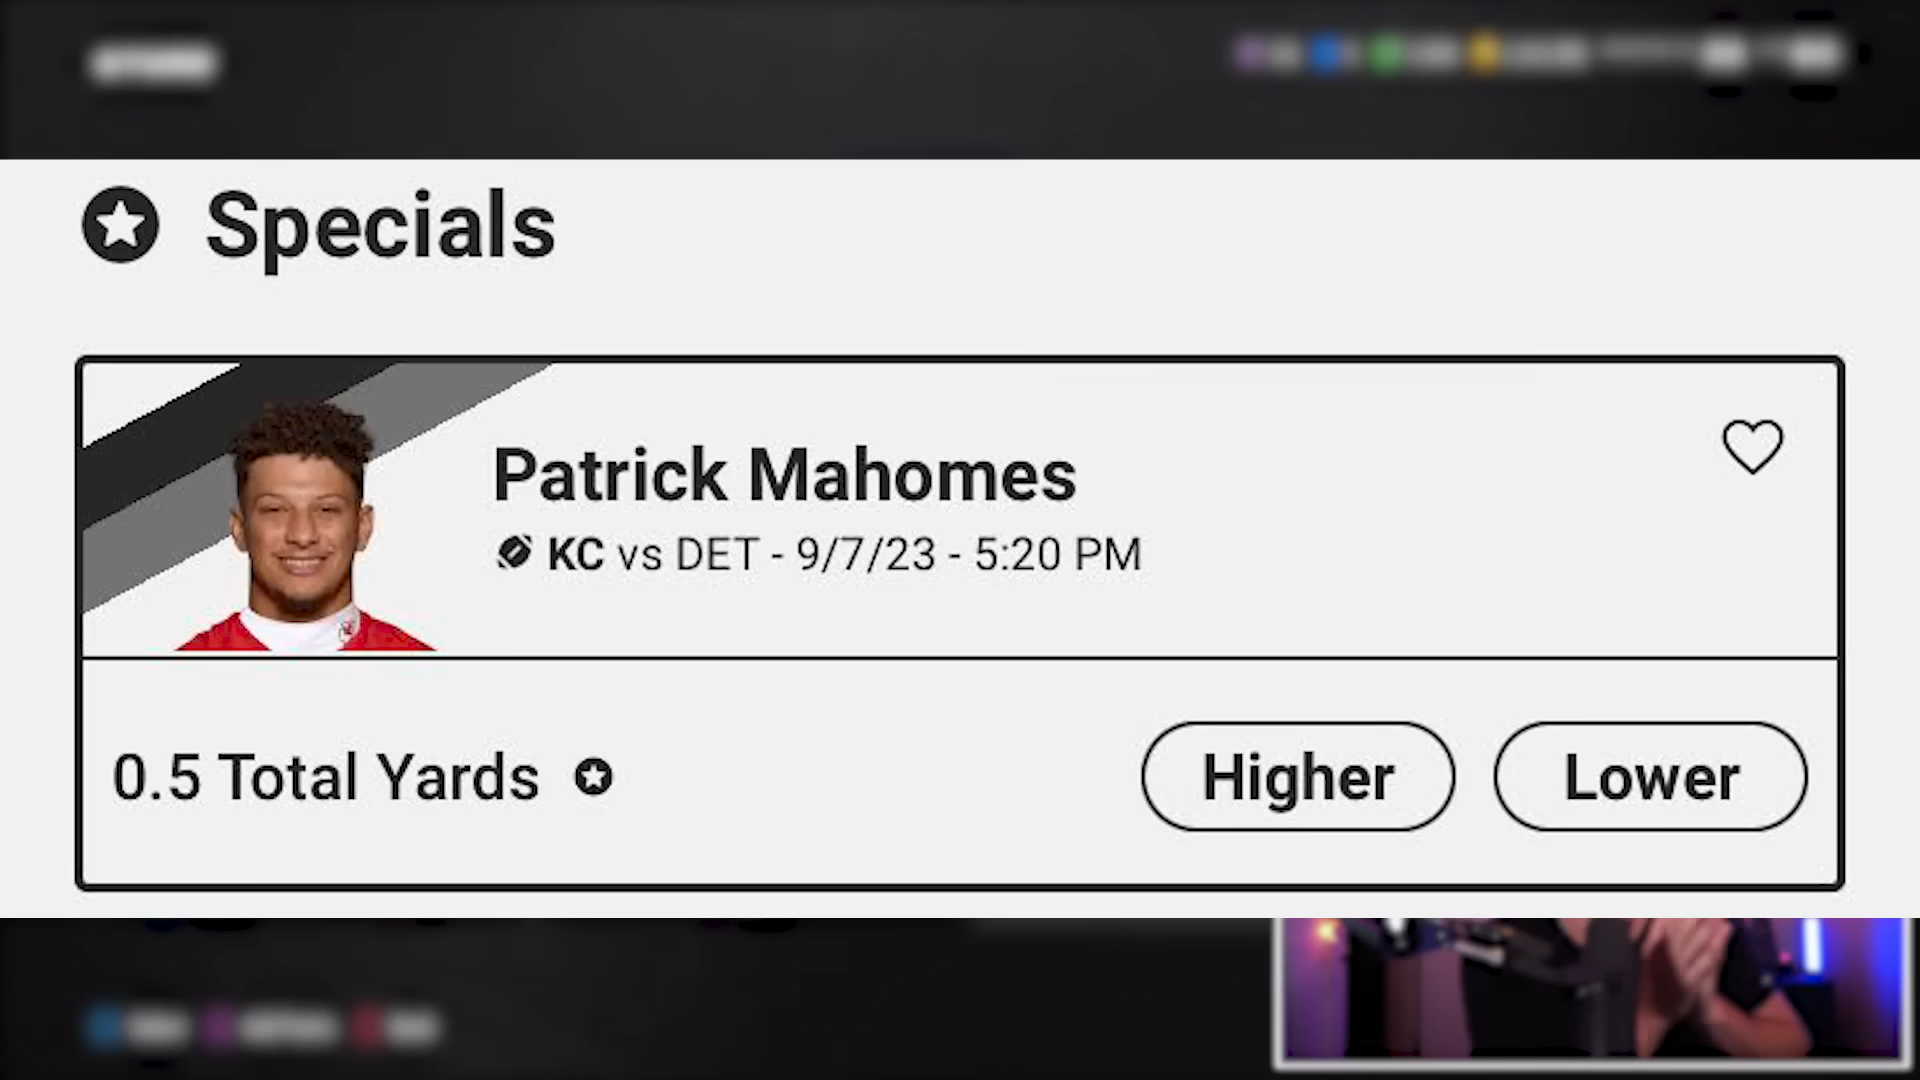 Specials
Patrick Mahomes
KC vs DET - 9/7/23 - 5:20 PM
0.5 Total Yards
Higher
Lower